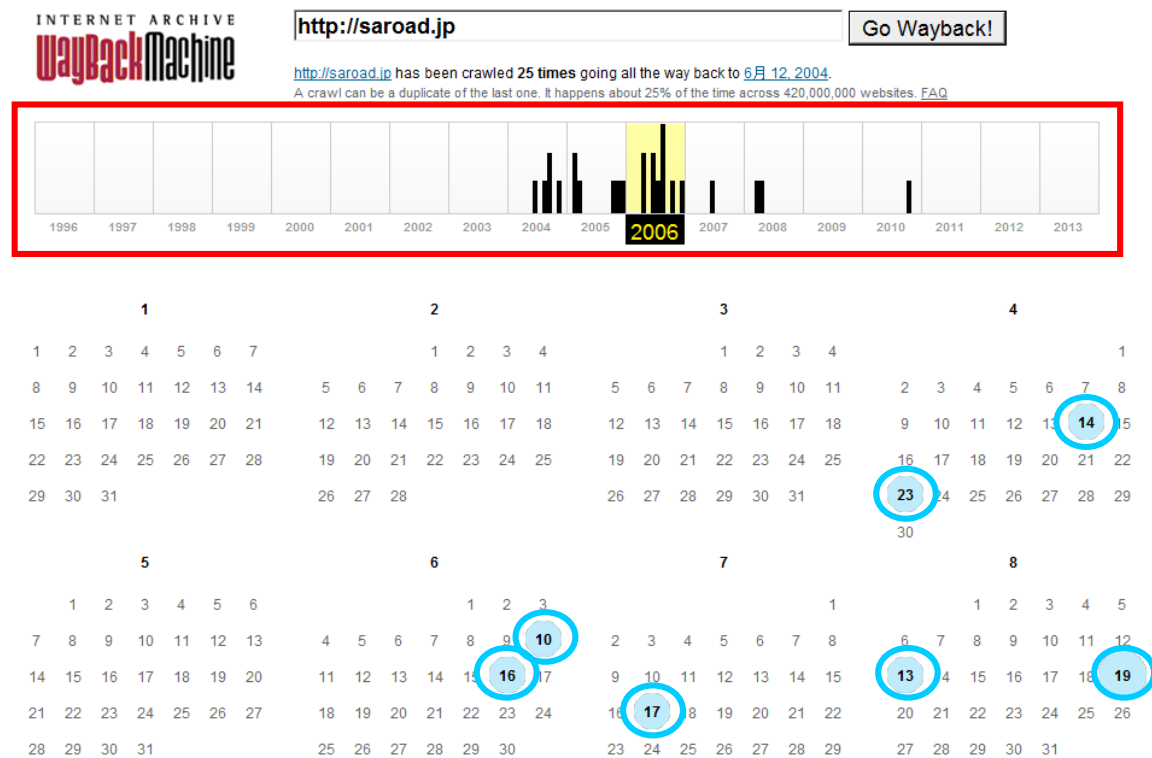 INTERNET ARCHIVE
WayBackMachine
http://saroad.jp
Go Wayback!
http://saroad.jp has been crawled 25 times going all the way back to 6月 12, 2004.
A crawl can be a duplicate of the last one. It happens about 25% of the time across 420,000,000 websites. FAQ
1996 1997 1998 1999 2000 2001 2002 2003 2004 2005 2006 2007 2008 2009 2010 2011 2012 2013
1 2 3 4
1 2 3 4 5 6 7 1 2 3 4 1 2 3 4 1
8 9 10 11 12 13 14 5 6 7 8 9 10 11 5 6 7 8 9 10 11 2 3 4 5 6 7 8
15 16 17 18 19 20 21 12 13 14 15 16 17 18 12 13 14 15 16 17 18 9 10 11 12 13 14 15
22 23 24 25 26 27 28 19 20 21 22 23 24 25 19 20 21 22 23 24 25 16 17 18 19 20 21 22
29 30 31 26 27 28 26 27 28 29 30 31 23 24 25 26 27 28 29
30
5 6 7 8
1 2 3 4 5 6 1 2 3 1 1 2 3 4 5
7 8 9 10 11 12 13 4 5 6 7 8 9 10 2 3 4 5 6 7 8 6 7 8 9 10 11 12
14 15 16 17 18 19 20 11 12 13 14 15 16 17 9 10 11 12 13 14 15 13 14 15 16 17 18 19
21 22 23 24 25 26 27 18 19 20 21 22 23 24 16 17 18 19 20 21 22 20 21 22 23 24 25 26
28 29 30 31 25 26 27 28 29 30 23 24 25 26 27 28 29 27 28 29 30 31